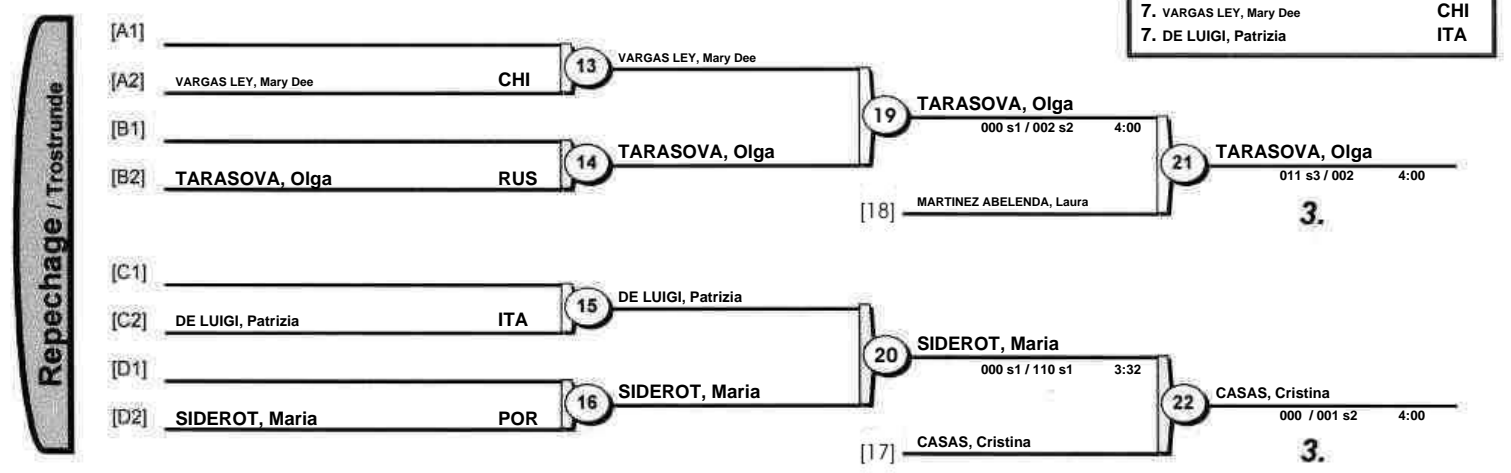 7. VARGAS LEY, Mary Dee CHI
7. DE LUIGI, Patrizia ITA
Repechage / Trostrunde
[A1]
[A2] VARGAS LEY, Mary Dee CHI
13 VARGAS LEY, Mary Dee
[B1]
[B2] TARASOVA, Olga RUS
14 TARASOVA, Olga
19 TARASOVA, Olga
000 s1 / 002 s2 4:00
[18] MARTINEZ ABELENDA, Laura
21 TARASOVA, Olga
011 s3 / 002 4:00
3.
[C1]
[C2] DE LUIGI, Patrizia ITA
15 DE LUIGI, Patrizia
[D1]
[D2] SIDEROT, Maria POR
16 SIDEROT, Maria
20 SIDEROT, Maria
000 s1 / 110 s1 3:32
[17] CASAS, Cristina
22 CASAS, Cristina
000 / 001 s2 4:00
3.